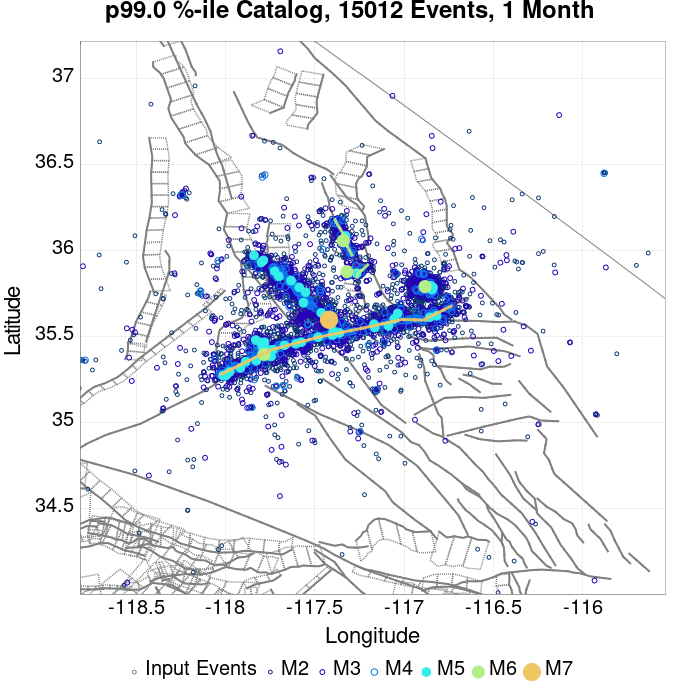 p99.0 %-ile Catalog, 15012 Events, 1 Month
37
36.5
36
35.5
35
34.5
Latitude
-118.5 -118 -117.5 -117 -116.5 -116
Longitude
Input Events M2 M3 M4 M5 M6 M7